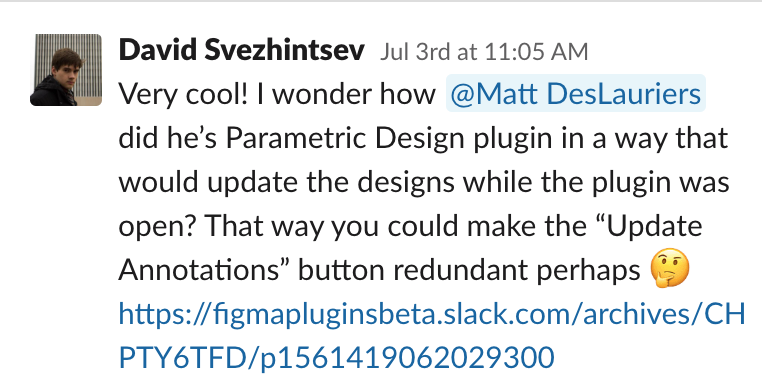 David Svezhintsev Jul 3rd at 11:05 AM
Very cool! I wonder how @Matt DesLauriers
did he’s Parametric Design plugin in a way that
would update the designs while the plugin was
open? That way you could make the “Update
Annotations” button redundant perhaps 🤔
https://figmapluginsbeta.slack.com/archives/CH
PTY6TFD/p1561419062029300